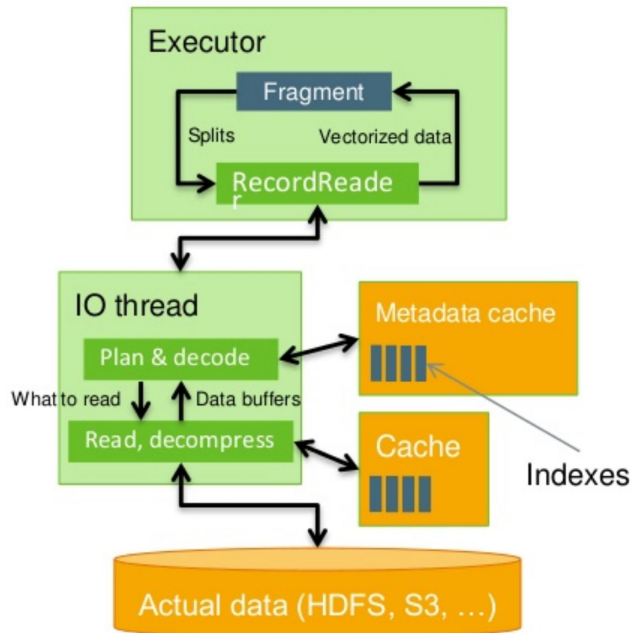 Executor
Fragment
Splits
Vectorized data
RecordReade
r
IO thread
Metadata cache
Plan & decode
What to read
Data buffers
Read, decompress
Cache
Indexes
Actual data (HDFS, S3, ...)